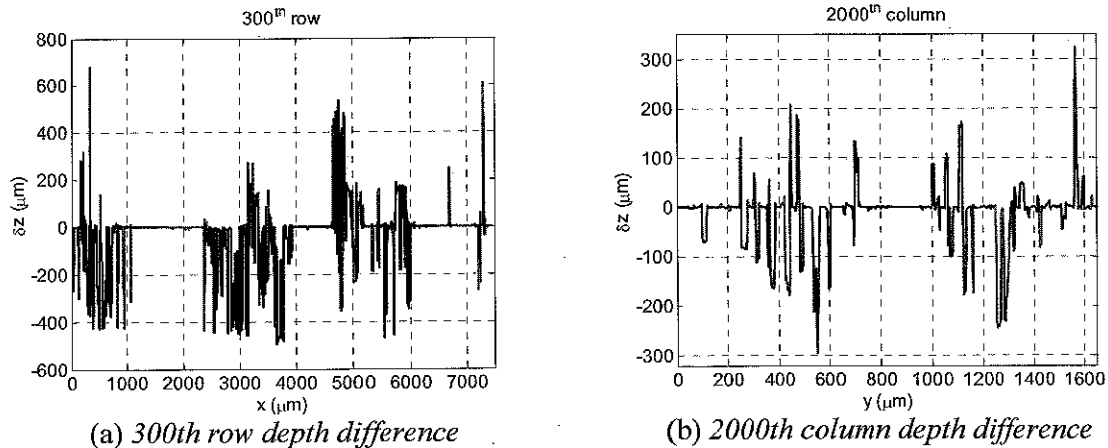 300th row
800
600
400
200
0
-200
-400
-600
δz (μm)
0 1000 2000 3000 4000 5000 6000 7000
x (μm)
(a) 300th row depth difference
2000th column
300
200
100
0
-100
-200
-300
δz (μm)
0 200 400 600 800 1000 1200 1400 1600
y (μm)
(b) 2000th column depth difference